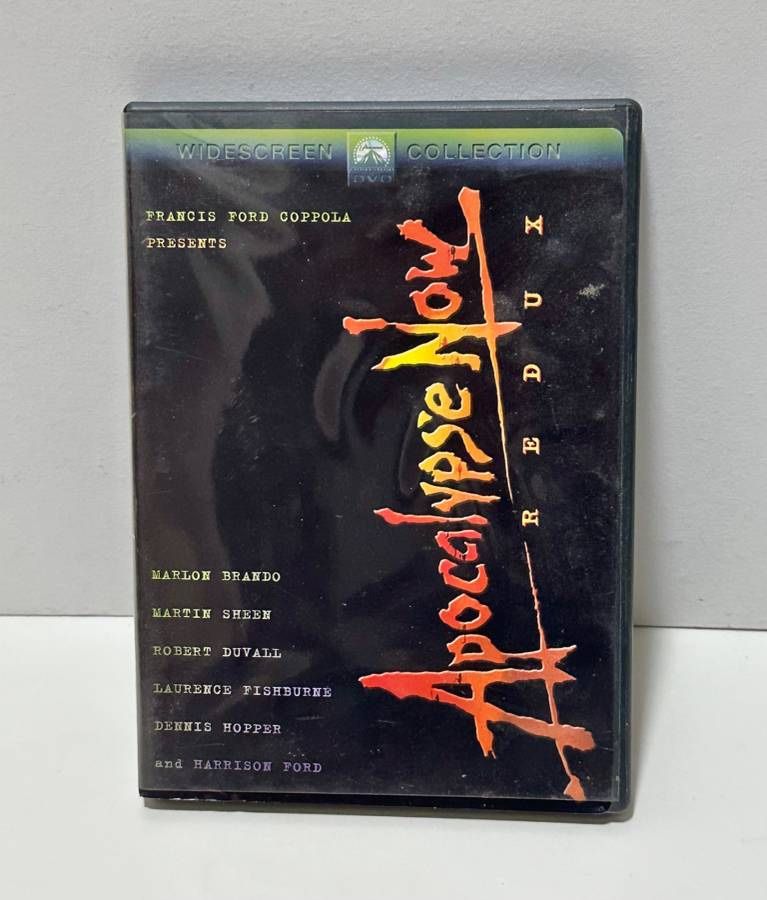 WIDESCREEN COLLECTION
DVD
FRANCIS FORD COPPOLA
PRESENTS
Apocalypse Now
REDUX
MARLON BRANDO
MARTIN SHEEN
ROBERT DUVALL
LAURENCE FISHBURNE
DENNIS HOPPER
and HARRISON FORD